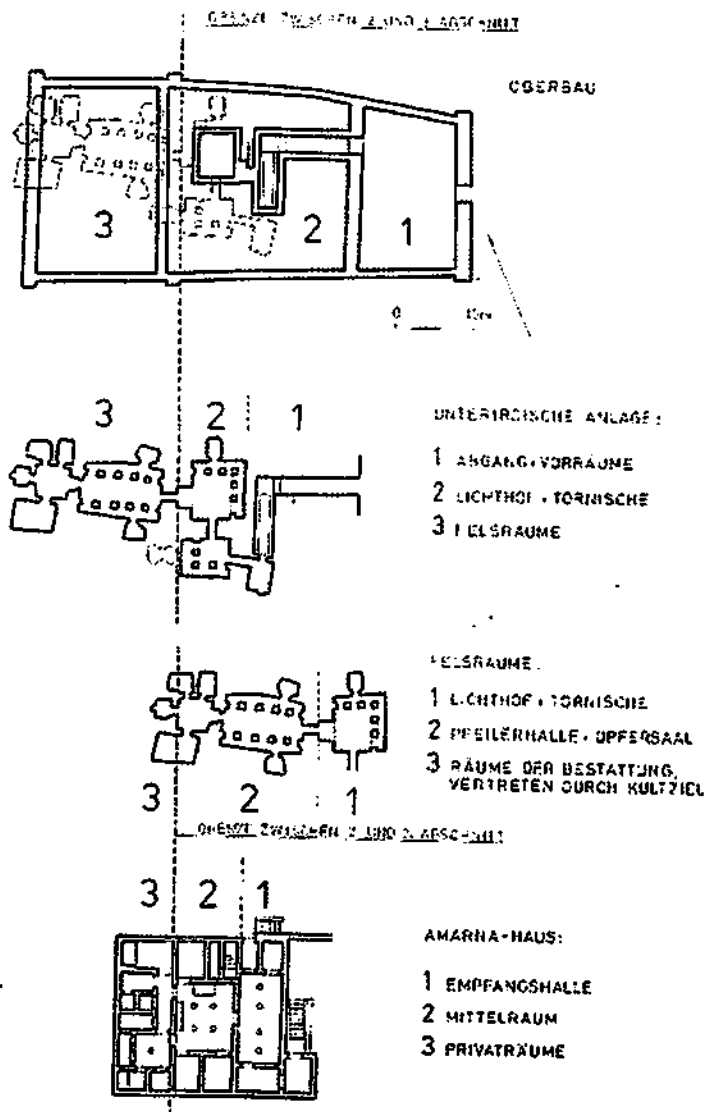 GRENZE ZWISCHEN 2 UND 3 ABSCHNITT
OBERBAU
3
2
1
0
10m
3
2
1
UNTERIRDISCHE ANLAGE:
1 ABGANG + VORRÄUME
2 LICHTHOF + TORNISCHE
3 FELSRÄUME
FELSRÄUME:
1 LICHTHOF + TORNISCHE
2 PFEILERHALLE + OPFERSAAL
3 RÄUME DER BESTATTUNG,
VERTRETEN DURCH KULTZIEL
3
2
1
GRENZE ZWISCHEN 2 UND 3 ABSCHNITT
3
2
1
AMARNA-HAUS:
1 EMPFANGSHALLE
2 MITTELRAUM
3 PRIVATRÄUME